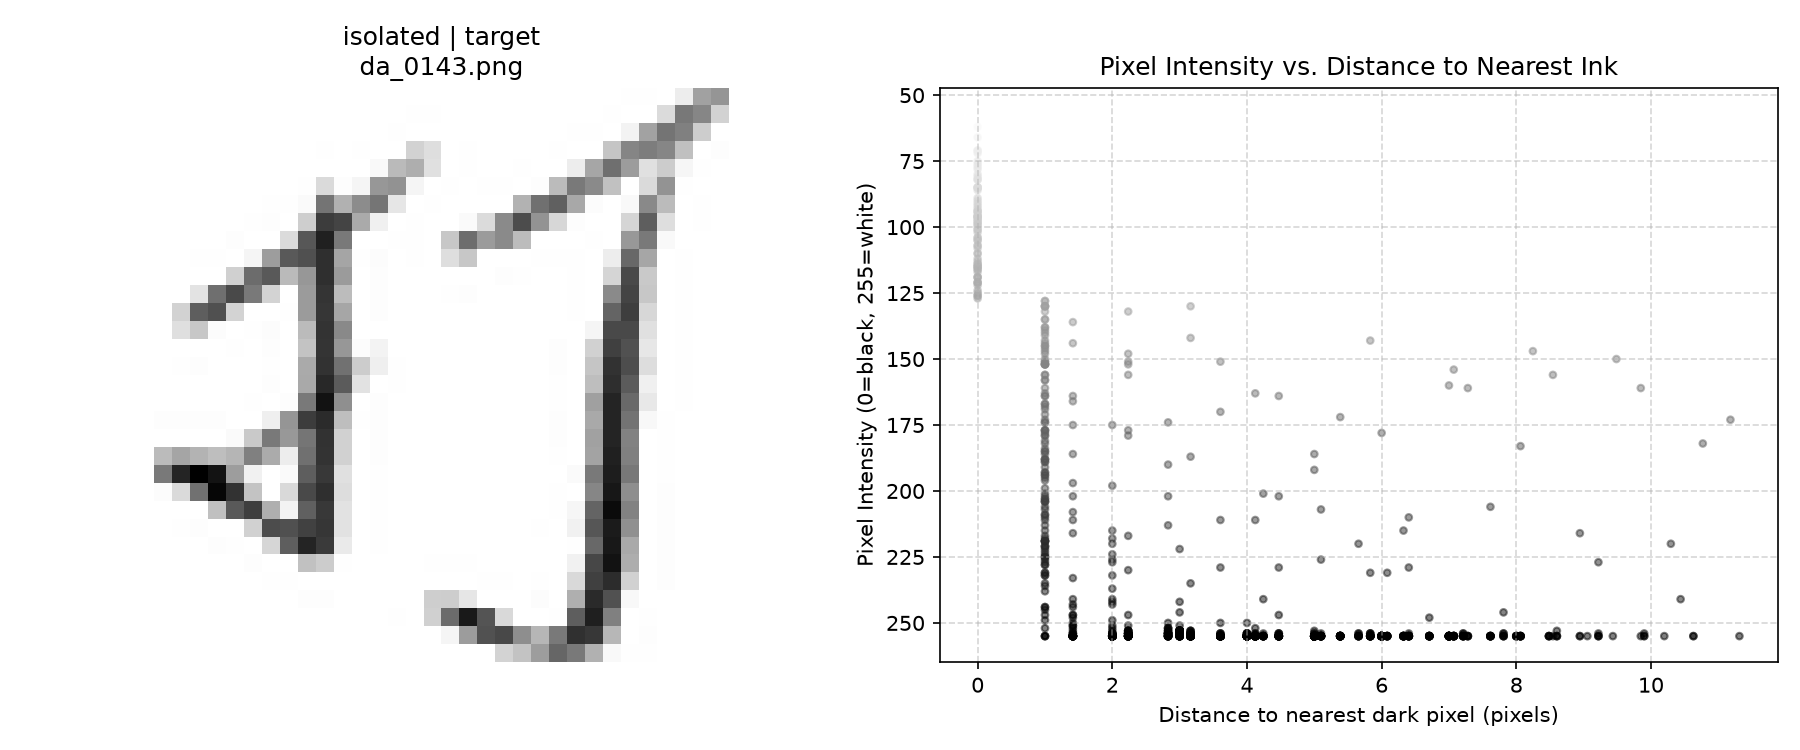 isolated | target
da_0143.png
Pixel Intensity vs. Distance to Nearest Ink
Pixel Intensity (0=black, 255=white)
50
75
100
125
150
175
200
225
250
0 2 4 6 8 10
Distance to nearest dark pixel (pixels)